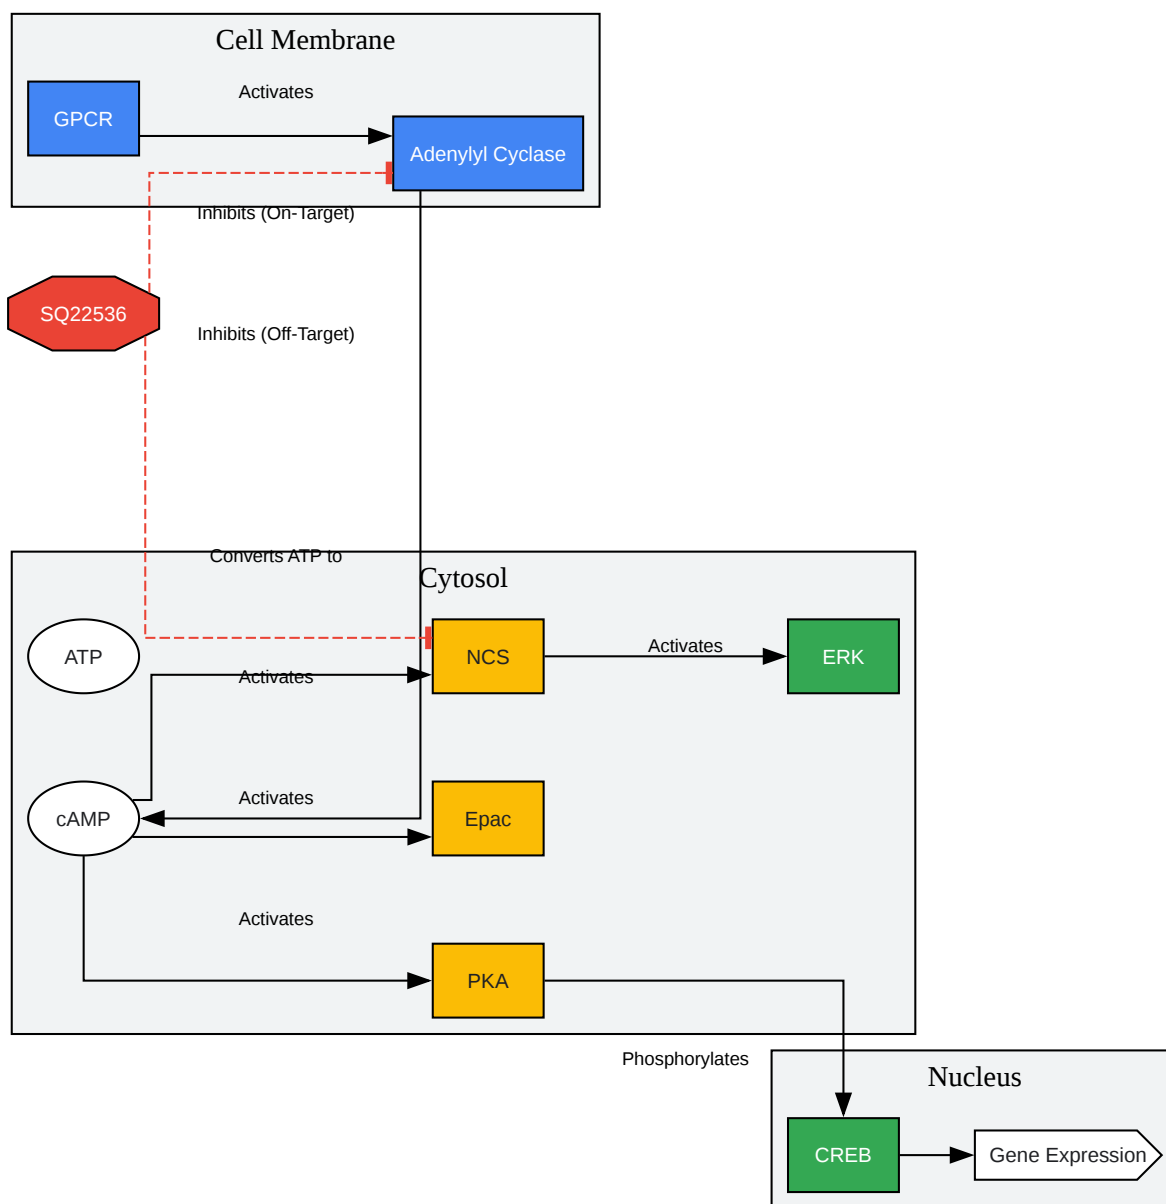 Cell Membrane
GPCR
Activates
Adenylyl Cyclase
Inhibits (On-Target)
SQ22536
Inhibits (Off-Target)
Converts ATP to
Cytosol
ATP
Activates
NCS
Activates
ERK
cAMP
Activates
Epac
Activates
PKA
Phosphorylates
Nucleus
CREB
Gene Expression